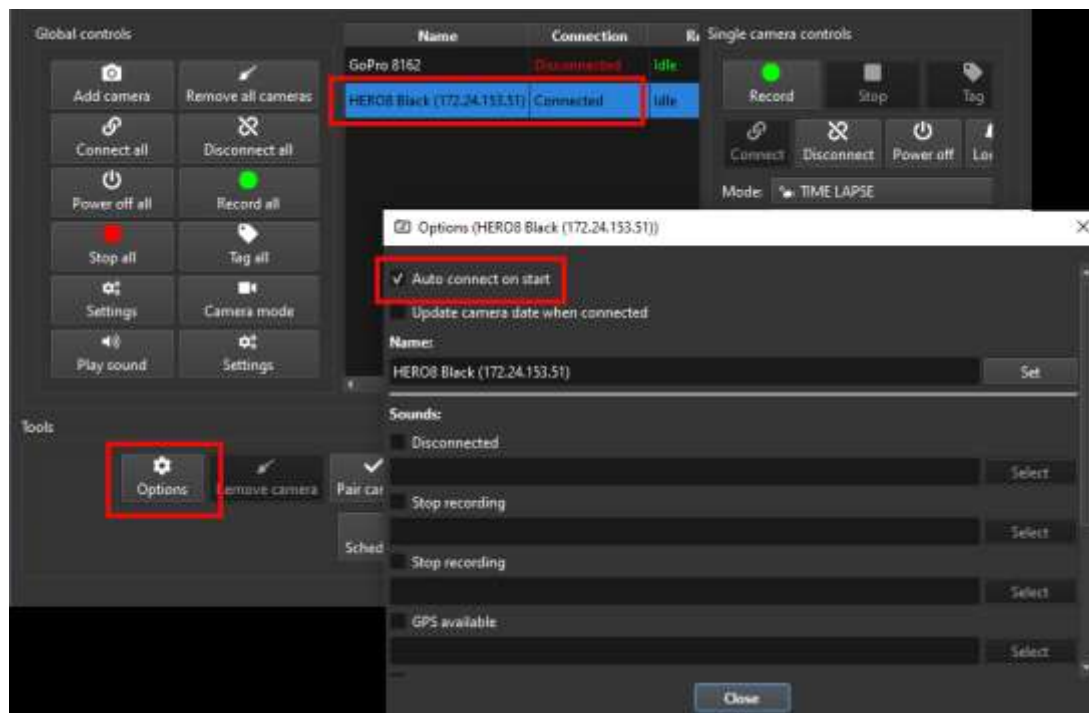 Global controls
Add camera
Remove all cameras
Connect all
Disconnect all
Power off all
Record all
Stop all
Tag all
Settings
Camera mode
Play sound
Settings
Name Connection
GoPro 8162 Disconnected Idle
HERO8 Black (172.24.153.51) Connected Idle
Single camera controls
Record
Stop
Tag
Connect
Disconnect
Power off
Mode: TIME LAPSE
Tools
Options
Remove camera
Pair car
Sched
Options (HERO8 Black (172.24.153.51))
Auto connect on start
Update camera date when connected
Name:
HERO8 Black (172.24.153.51) Set
Sounds:
Disconnected
Select
Stop recording
Select
Stop recording
Select
GPS available
Select
Close